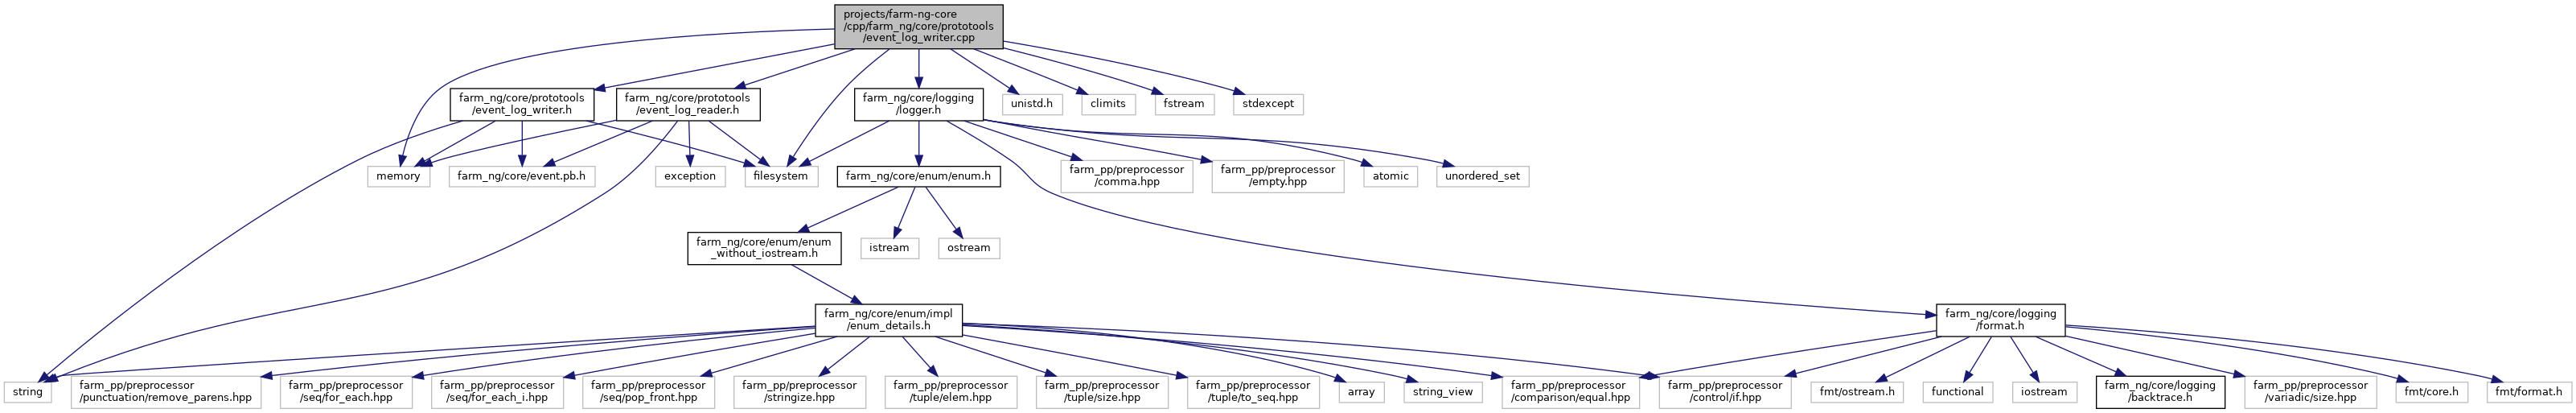 projects/farm-ng-core
/cpp/farm_ng/core/prototools
/event_log_writer.cpp
farm_ng/core/prototools
/event_log_writer.h
farm_ng/core/prototools
/event_log_reader.h
farm_ng/core/logging
/logger.h
unistd.h
climits
fstream
stdexcept
memory
farm_ng/core/event.pb.h
exception
filesystem
farm_ng/core/enum/enum.h
farm_pp/preprocessor
/comma.hpp
farm_pp/preprocessor
/empty.hpp
atomic
unordered_set
farm_ng/core/enum/enum
_without_iostream.h
istream
ostream
farm_ng/core/enum/impl
/enum_details.h
farm_ng/core/logging
/format.h
string
farm_pp/preprocessor
/punctuation/remove_parens.hpp
farm_pp/preprocessor
/seq/for_each.hpp
farm_pp/preprocessor
/seq/for_each_i.hpp
farm_pp/preprocessor
/seq/pop_front.hpp
farm_pp/preprocessor
/stringize.hpp
farm_pp/preprocessor
/tuple/elem.hpp
farm_pp/preprocessor
/tuple/size.hpp
farm_pp/preprocessor
/tuple/to_seq.hpp
array
string_view
farm_pp/preprocessor
/comparison/equal.hpp
farm_pp/preprocessor
/control/if.hpp
fmt/ostream.h
functional
iostream
farm_ng/core/logging
/backtrace.h
farm_pp/preprocessor
/variadic/size.hpp
fmt/core.h
fmt/format.h